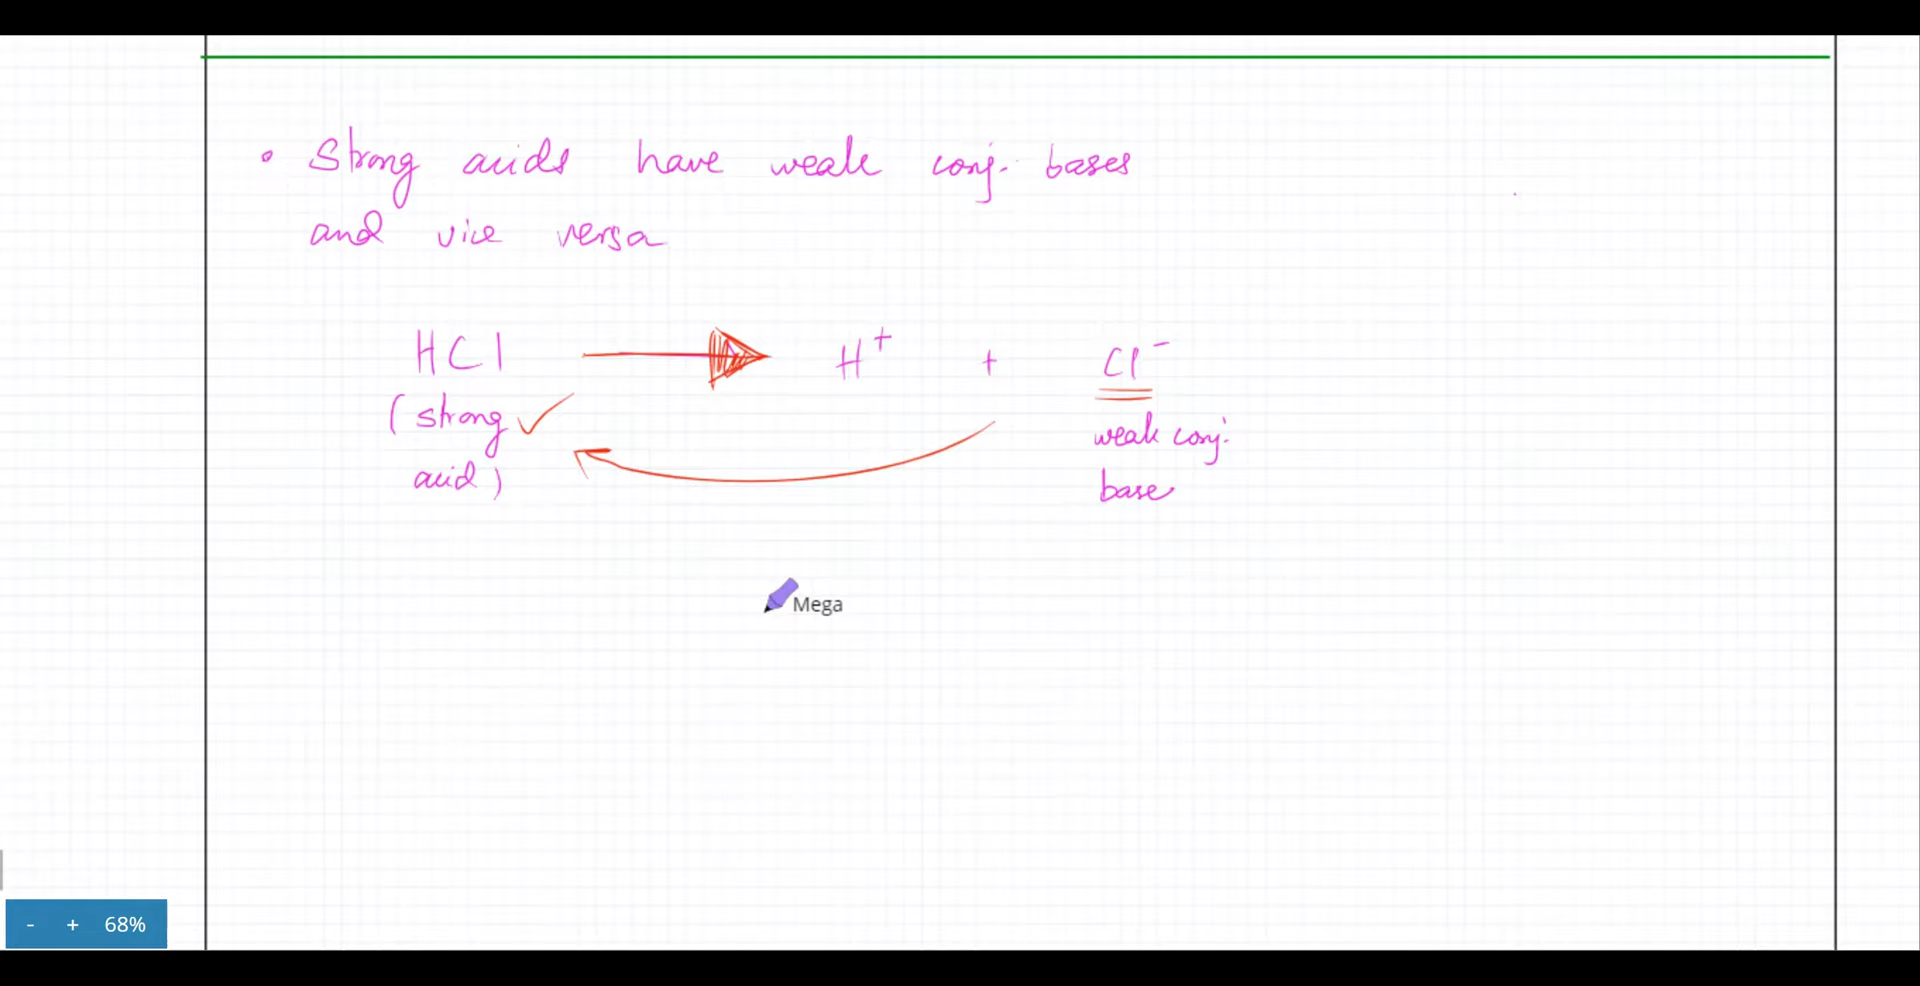 • Strong acids have weak conj. bases
and vice versa
HCl → H⁺ + Cl⁻
(strong ✓
acid)
weak conj.
base
Mega
- + 68%